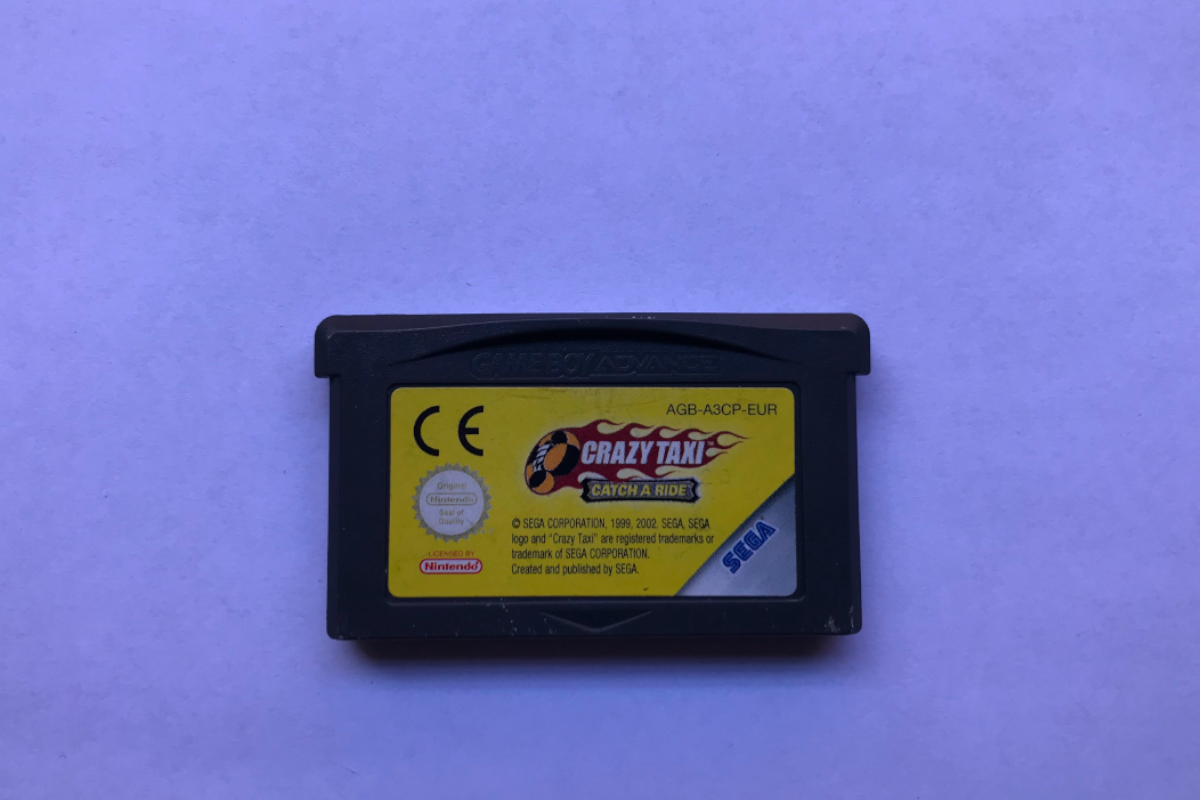 GAME BOY ADVANCE
AGB-A3CP-EUR
CE
CRAZY TAXI™
CATCH A RIDE
Original
Nintendo
Seal of
Quality
LICENSED BY
Nintendo
© SEGA CORPORATION, 1999, 2002. SEGA, SEGA
logo and "Crazy Taxi" are registered trademarks or
trademark of SEGA CORPORATION.
Created and published by SEGA.
SEGA